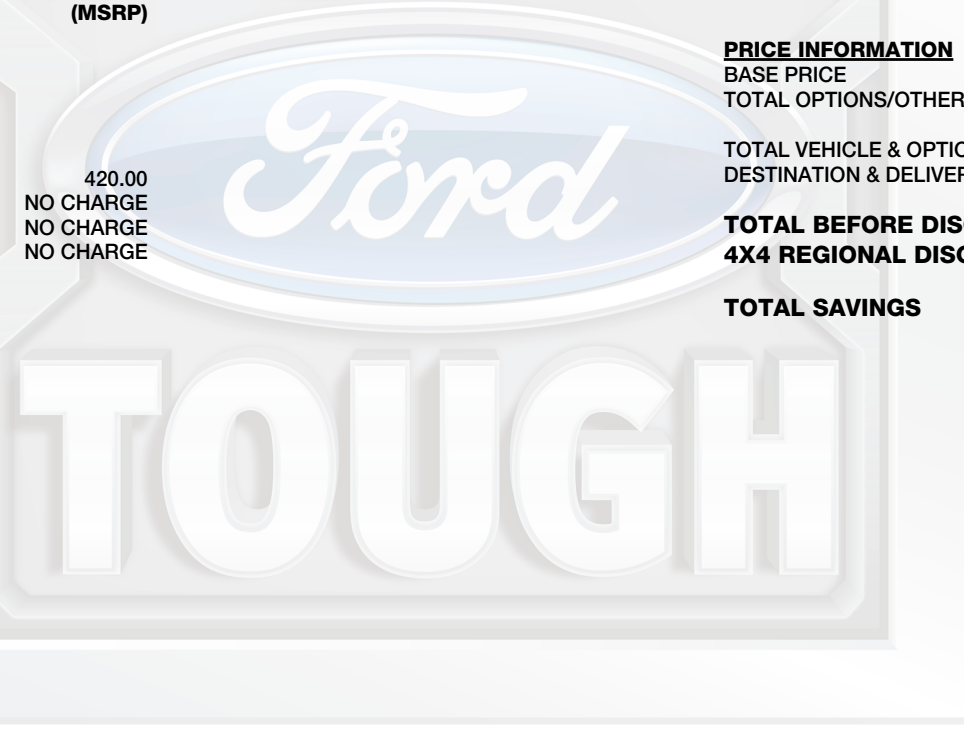 (MSRP)
420.00
NO CHARGE
NO CHARGE
NO CHARGE
PRICE INFORMATION
BASE PRICE
TOTAL OPTIONS/OTHER
TOTAL VEHICLE & OPTIO
DESTINATION & DELIVER
TOTAL BEFORE DISC
4X4 REGIONAL DISC
TOTAL SAVINGS
Ford
TOUGH